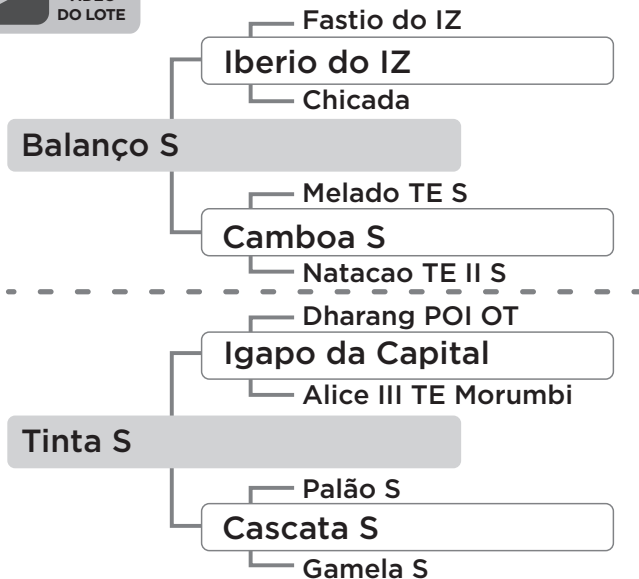 DO LOTE
Fastio do IZ
Iberio do IZ
Chicada
Balanço S
Melado TE S
Camboa S
Natacao TE II S
Dharang POI OT
Igapo da Capital
Alice III TE Morumbi
Tinta S
Palão S
Cascata S
Gamela S